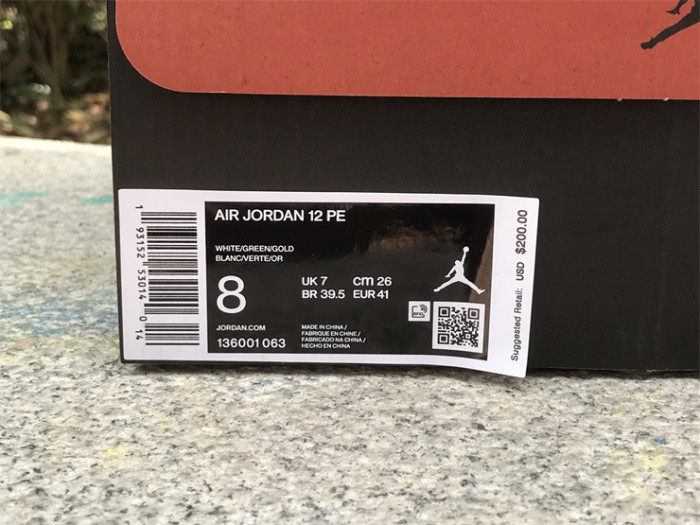 AIR JORDAN 12 PE
WHITE/GREEN/GOLD
BLANC/VERTE/OR
8
UK 7 cm 26
BR 39.5 EUR 41
JORDAN.COM
136001 063
MADE IN CHINA /
FABRIQUE EN CHINE /
FABRICADO NA CHINA /
HECHO EN CHINA
1 93152 53014 0 14
Suggested Retail: USD $200.00